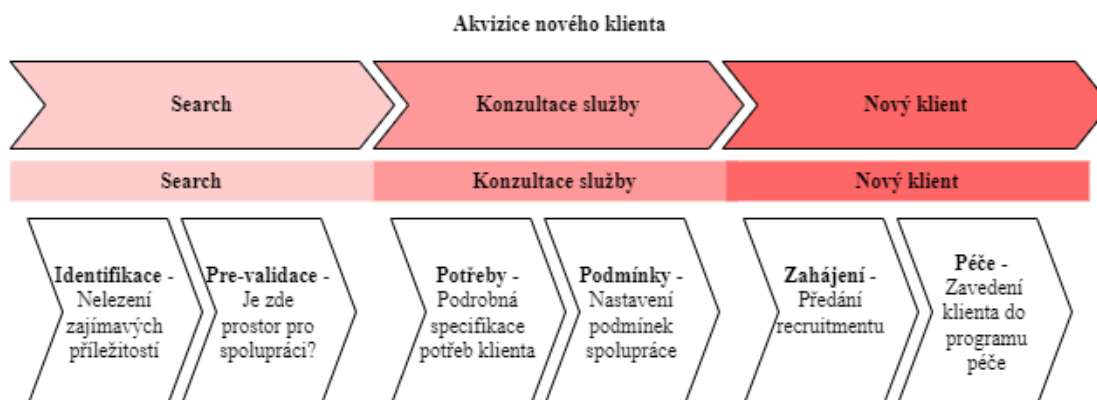 Akvizice nového klienta
Search
Konzultace služby
Nový klient
Search
Konzultace služby
Nový klient
Identifikace -
Nelezení
zajímavých
příležitostí
Pre-validace -
Je zde
prostor pro
spolupráci?
Potřeby -
Podrobná
specifikace
potřeb klienta
Podmínky -
Nastavení
podmínek
spolupráce
Zahájení -
Předání
recruitmentu
Péče -
Zavedení
klienta do
programu
péče